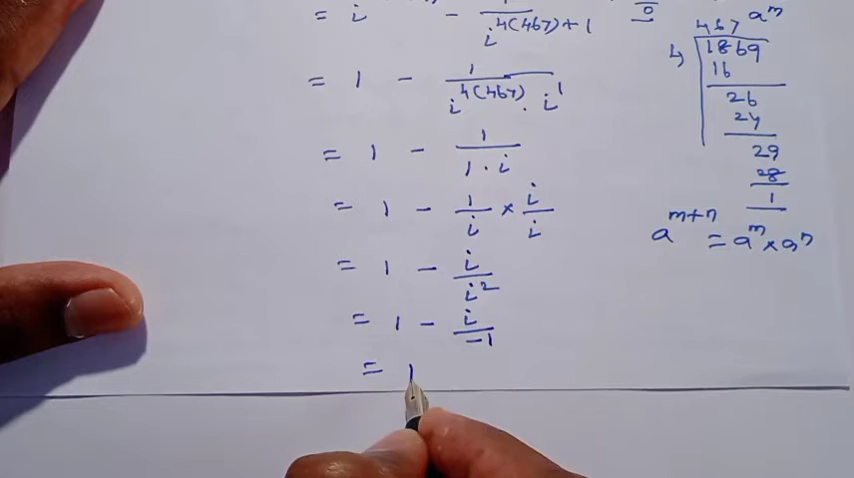 = i - 1/i^4(467)+1
= 1 - 1/i^4(467) . i^1
= 1 - 1/1 . i
= 1 - 1/i × i/i
= 1 - i/i^2
= 1 - i/-1
= 1
0
467 a^m
4 1869
16
26
24
29
28
1
a^m+n
= a^m × a^n